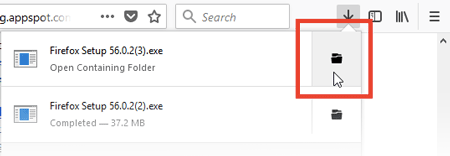 g.appspot.com
Search
Firefox Setup 56.0.2(3).exe
Open Containing Folder
Firefox Setup 56.0.2(2).exe
Completed — 37.2 MB